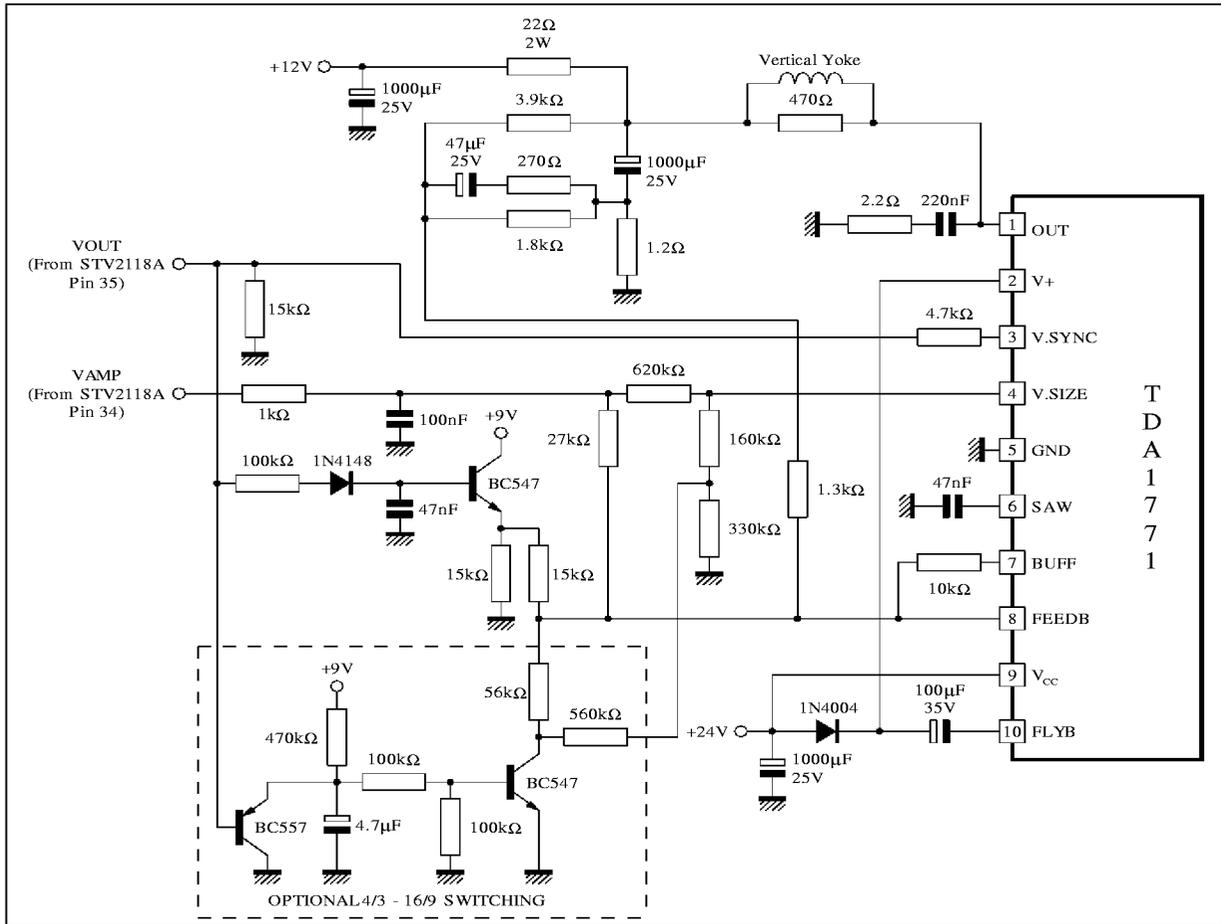 22Ω
2W
+12V
Vertical Yoke
1000μF
25V
3.9kΩ
470Ω
47μF
25V
270Ω
1000μF
25V
2.2Ω
220nF
1
OUT
1.8kΩ
1.2Ω
VOUT
(From STV2118A
Pin 35)
2
V+
15kΩ
4.7kΩ
3
V.SYNC
VAMP
(From STV2118A
Pin 34)
620kΩ
4
V.SIZE
1kΩ
100nF
+9V
27kΩ
160kΩ
5
GND
100kΩ
1N4148
BC547
47nF
1.3kΩ
47nF
6
SAW
330kΩ
15kΩ
15kΩ
7
BUFF
10kΩ
8
FEEDB
TDA1771
+9V
56kΩ
9
VCC
560kΩ
100μF
35V
1N4004
+24V
10
FLYB
470kΩ
100kΩ
BC547
1000μF
25V
BC557
4.7μF
100kΩ
OPTIONAL 4/3 - 16/9 SWITCHING